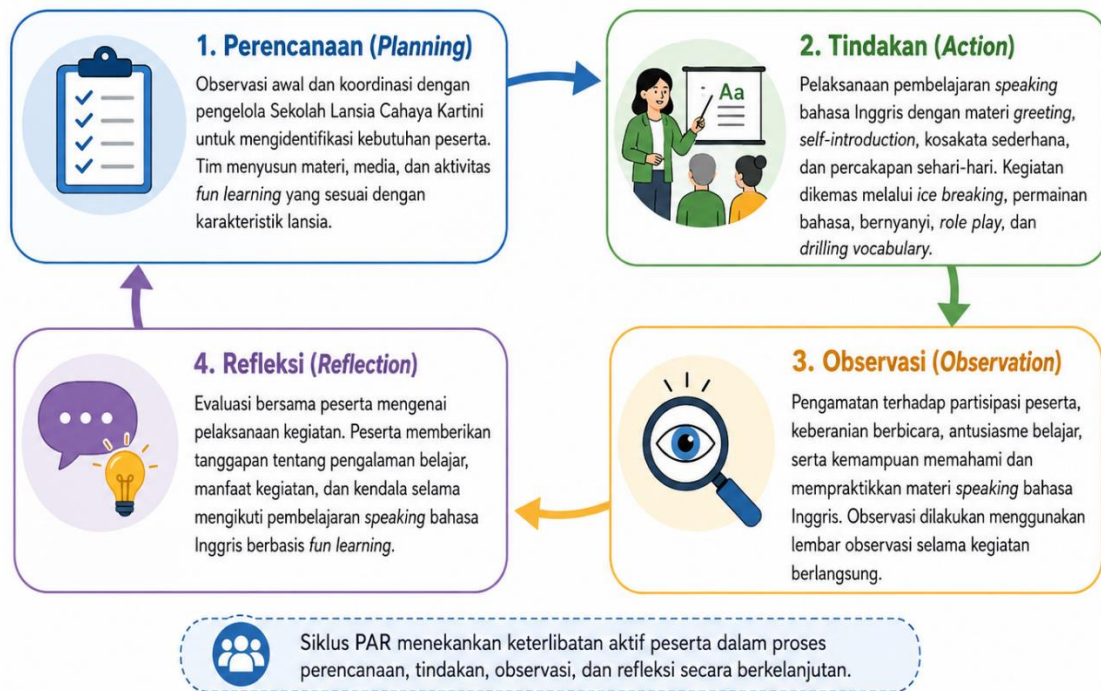 1. Perencanaan (Planning)
Observasi awal dan koordinasi dengan
pengelola Sekolah Lansia Cahaya Kartini
untuk mengidentifikasi kebutuhan peserta.
Tim menyusun materi, media, dan aktivitas
fun learning yang sesuai dengan
karakteristik lansia.
2. Tindakan (Action)
Aa
Pelaksanaan pembelajaran speaking
bahasa Inggris dengan materi greeting,
self-introduction, kosakata sederhana,
dan percakapan sehari-hari. Kegiatan
dikemas melalui ice breaking, permainan
bahasa, bernyanyi, role play, dan
drilling vocabulary.
3. Observasi (Observation)
Pengamatan terhadap partisipasi peserta,
keberanian berbicara, antusiasme belajar,
serta kemampuan memahami dan
mempraktikkan materi speaking bahasa
Inggris. Observasi dilakukan menggunakan
lembar observasi selama kegiatan
berlangsung.
4. Refleksi (Reflection)
Evaluasi bersama peserta mengenai
pelaksanaan kegiatan. Peserta memberikan
tanggapan tentang pengalaman belajar,
manfaat kegiatan, dan kendala selama
mengikuti pembelajaran speaking bahasa
Inggris berbasis fun learning.
Siklus PAR menekankan keterlibatan aktif peserta dalam proses
perencanaan, tindakan, observasi, dan refleksi secara berkelanjutan.